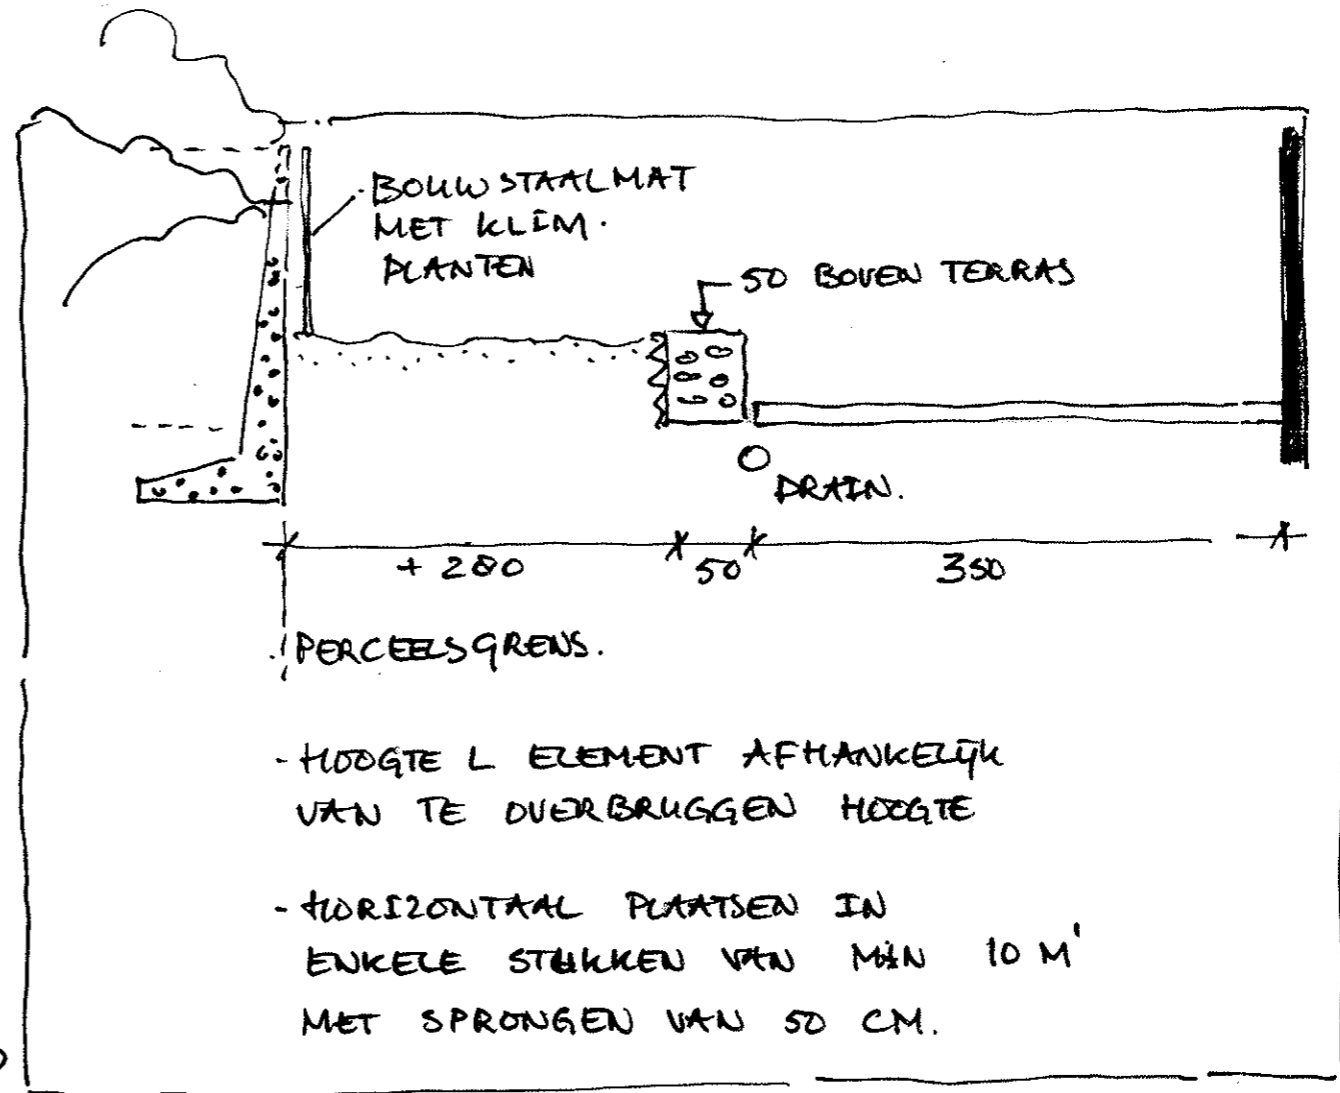 BOUWSTAALMAT
MET KLIM.
PLANTEN
50 BOVEN TERRAS
DRAIN.
+ 280
50
350
PERCEELSGRENS.
- HOOGTE L ELEMENT AFHANKELIJK
VAN TE OVERBRUGGEN HOOGTE
- HORIZONTAAL PLAATSEN IN
ENKELE STUKKEN VAN MIN 10 M'
MET SPRONGEN VAN 50 CM.